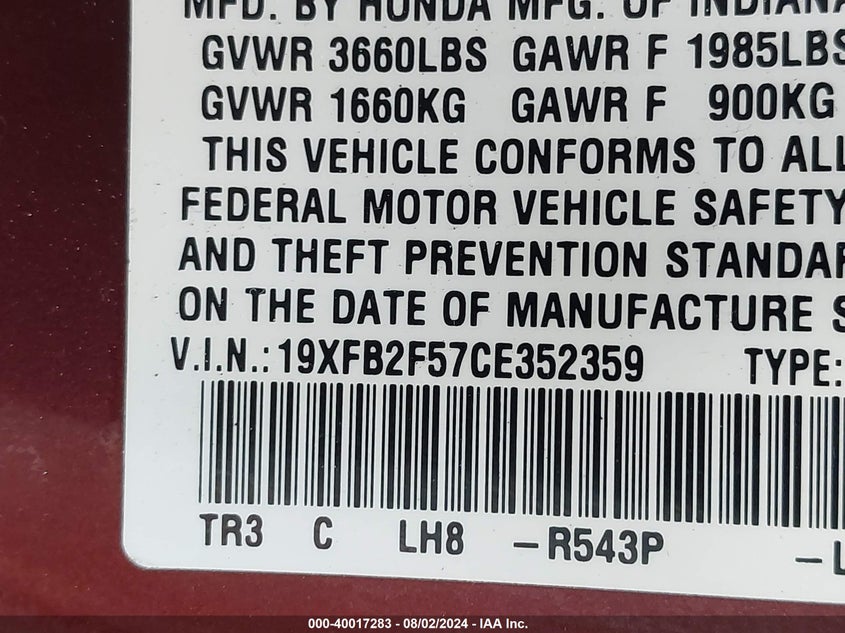 MFD. BY HONDA MFG. OF INDIANA
GVWR 3660LBS GAWR F 1985LBS
GVWR 1660KG GAWR F 900KG
THIS VEHICLE CONFORMS TO ALL
FEDERAL MOTOR VEHICLE SAFETY
AND THEFT PREVENTION STANDAR
ON THE DATE OF MANUFACTURE S
V.I.N.: 19XFB2F57CE352359 TYPE:
TR3 C LH8 -R543P -L
000-40017283 - 08/02/2024 - IAA Inc.